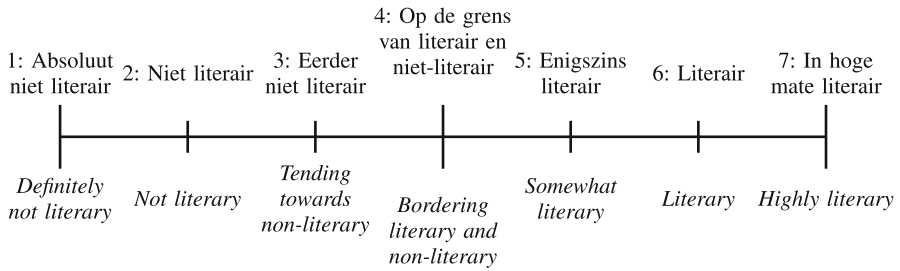 1: Absoluut
niet literair
2: Niet literair
3: Eerder
niet literair
4: Op de grens
van literair en
niet-literair
5: Enigszins
literair
6: Literair
7: In hoge
mate literair
Definitely
not literary
Not literary
Tending
towards
non-literary
Bordering
literary and
non-literary
Somewhat
literary
Literary
Highly literary